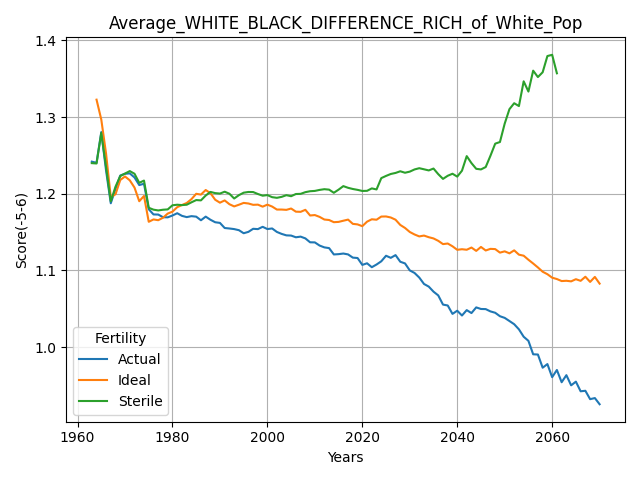 Average_WHITE_BLACK_DIFFERENCE_RICH_of_White_Pop
Score(-5-6)
1.4
1.3
1.2
1.1
1.0
Fertility
Actual
Ideal
Sterile
1960 1980 2000 2020 2040 2060
Years